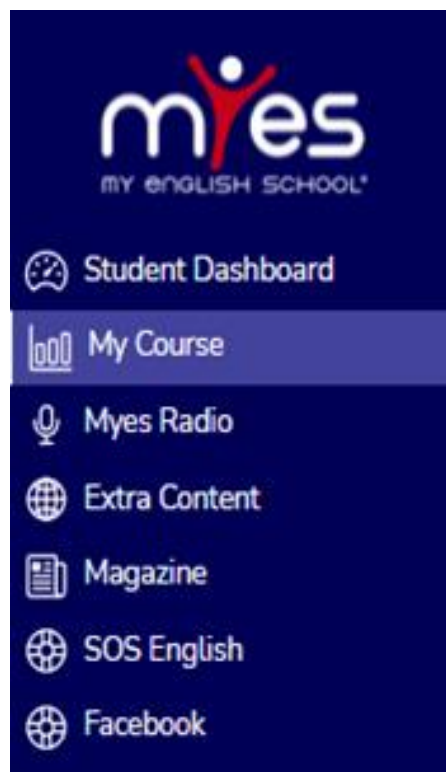 myes
MY ENGLISH SCHOOL®
Student Dashboard
My Course
Myes Radio
Extra Content
Magazine
SOS English
Facebook